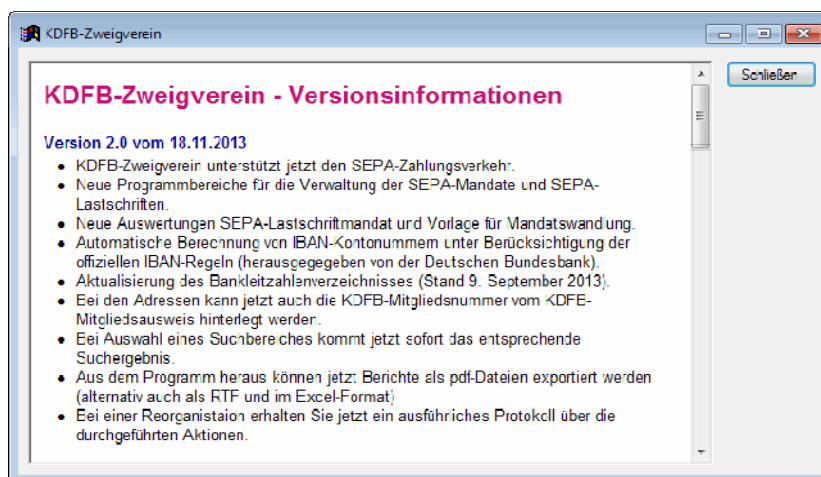 KDFB-Zweigverein
Schließen
KDFB-Zweigverein - Versionsinformationen
Version 2.0 vom 18.11.2013
• KDFB-Zweigverein unterstützt jetzt den SEPA-Zahlungsverkehr.
• Neue Programmbereiche für die Verwaltung der SEPA-Mandate und SEPA-
Lastschriften.
• Neue Auswertungen SEPA-Lastschriftmandat und Vorlage für Mandatswandlung.
• Automatische Berechnung von IBAN-Kontonummern unter Berücksichtigung der
offiziellen IBAN-Regeln (herausgegegeben von der Deutschen Bundesbank).
• Aktualisierung des Bankleitzahlenverzeichnisses (Stand 9. September 2013).
• Bei den Adressen kann jetzt auch die KDFB-Mitgliedsnummer vom KDFB-
Mitgliedsausweis hinterlegt werden.
• Bei Auswahl eines Suchbereiches kommt jetzt sofort das entsprechende
Suchergebnis.
• Aus dem Programm heraus können jetzt Berichte als pdf-Dateien exportiert werden
(alternativ auch als RTF und im Excel-Format)
• Bei einer Reorganistaion erhalten Sie jetzt ein ausführliches Protokoll über die
durchgeführten Aktionen.